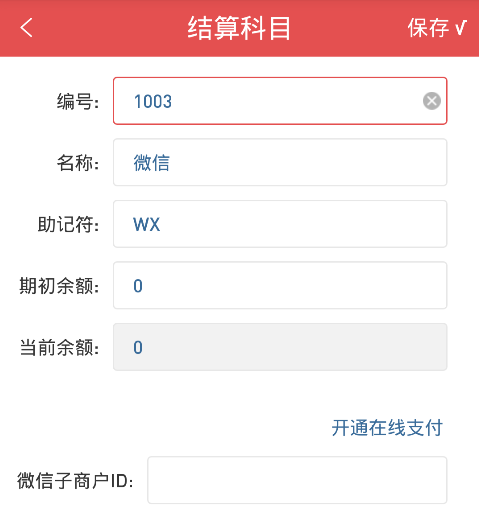 结算科目 保存√
编号: 1003
名称: 微信
助记符: WX
期初余额: 0
当前余额: 0
开通在线支付
微信子商户ID: